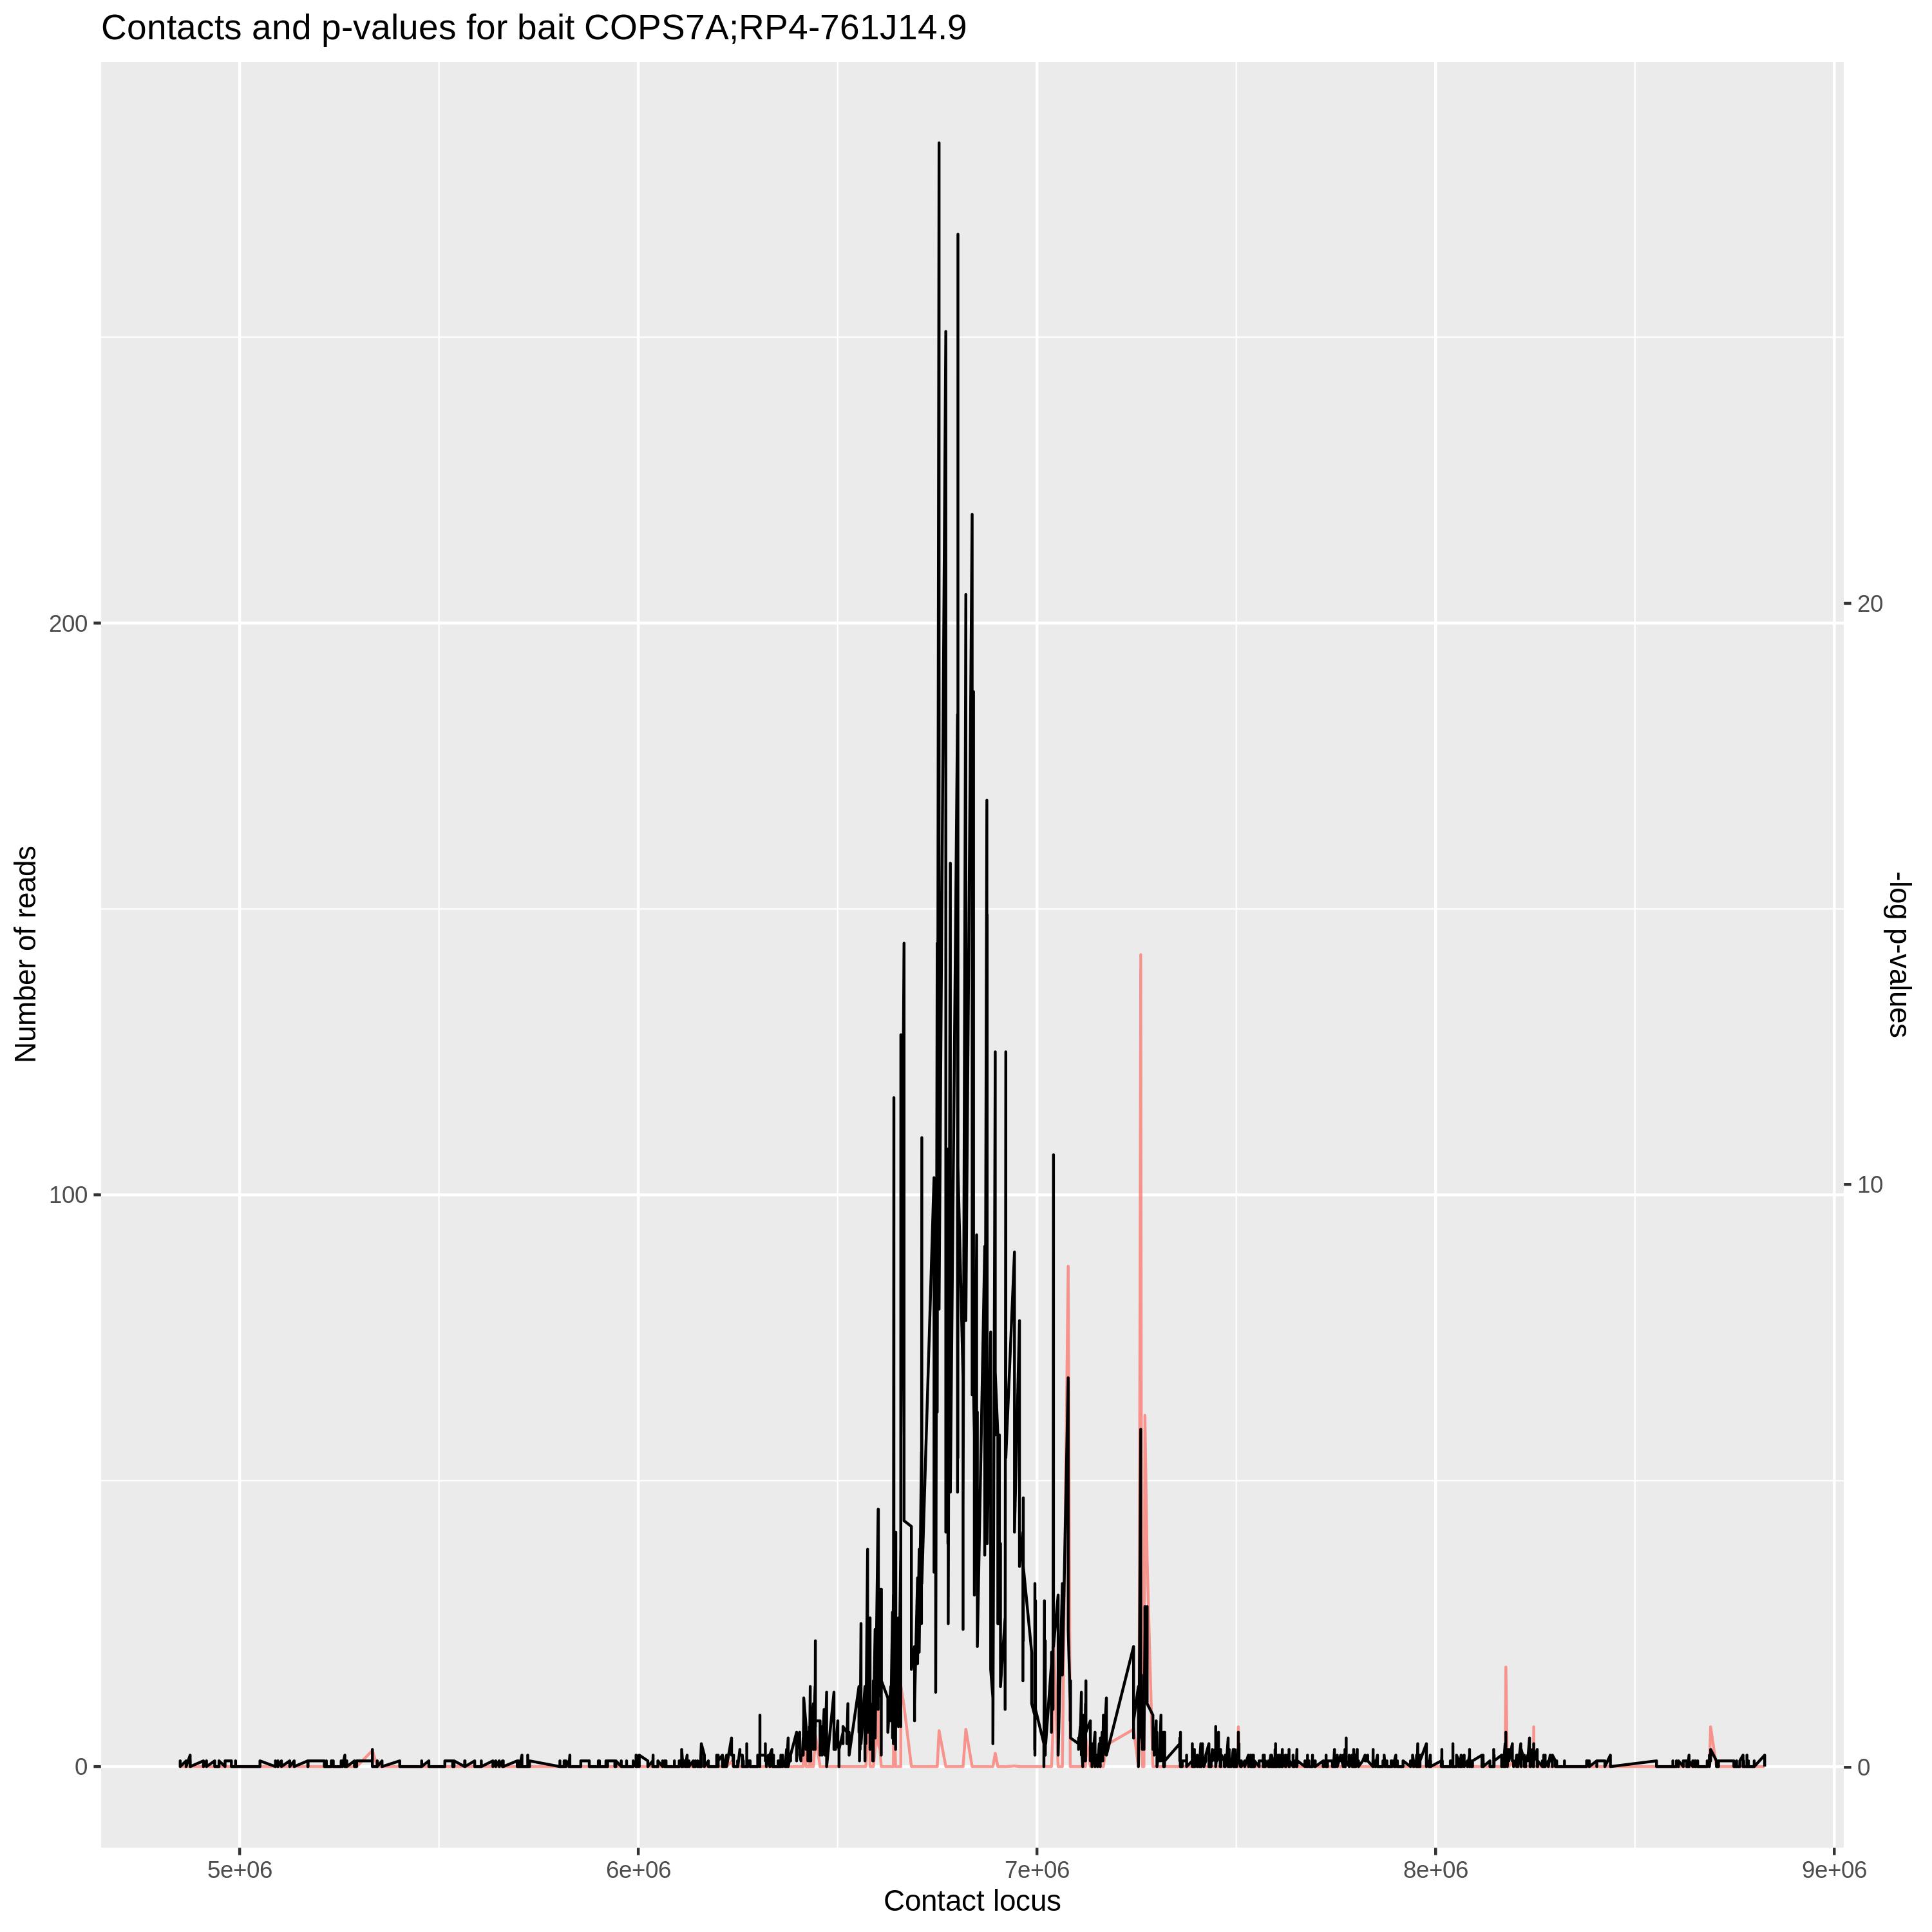 Contacts and p-values for bait COPS7A;RP4-761J14.9
Number of reads
200
100
0
20
10
0
-log p-values
5e+06
6e+06
7e+06
8e+06
9e+06
Contact locus